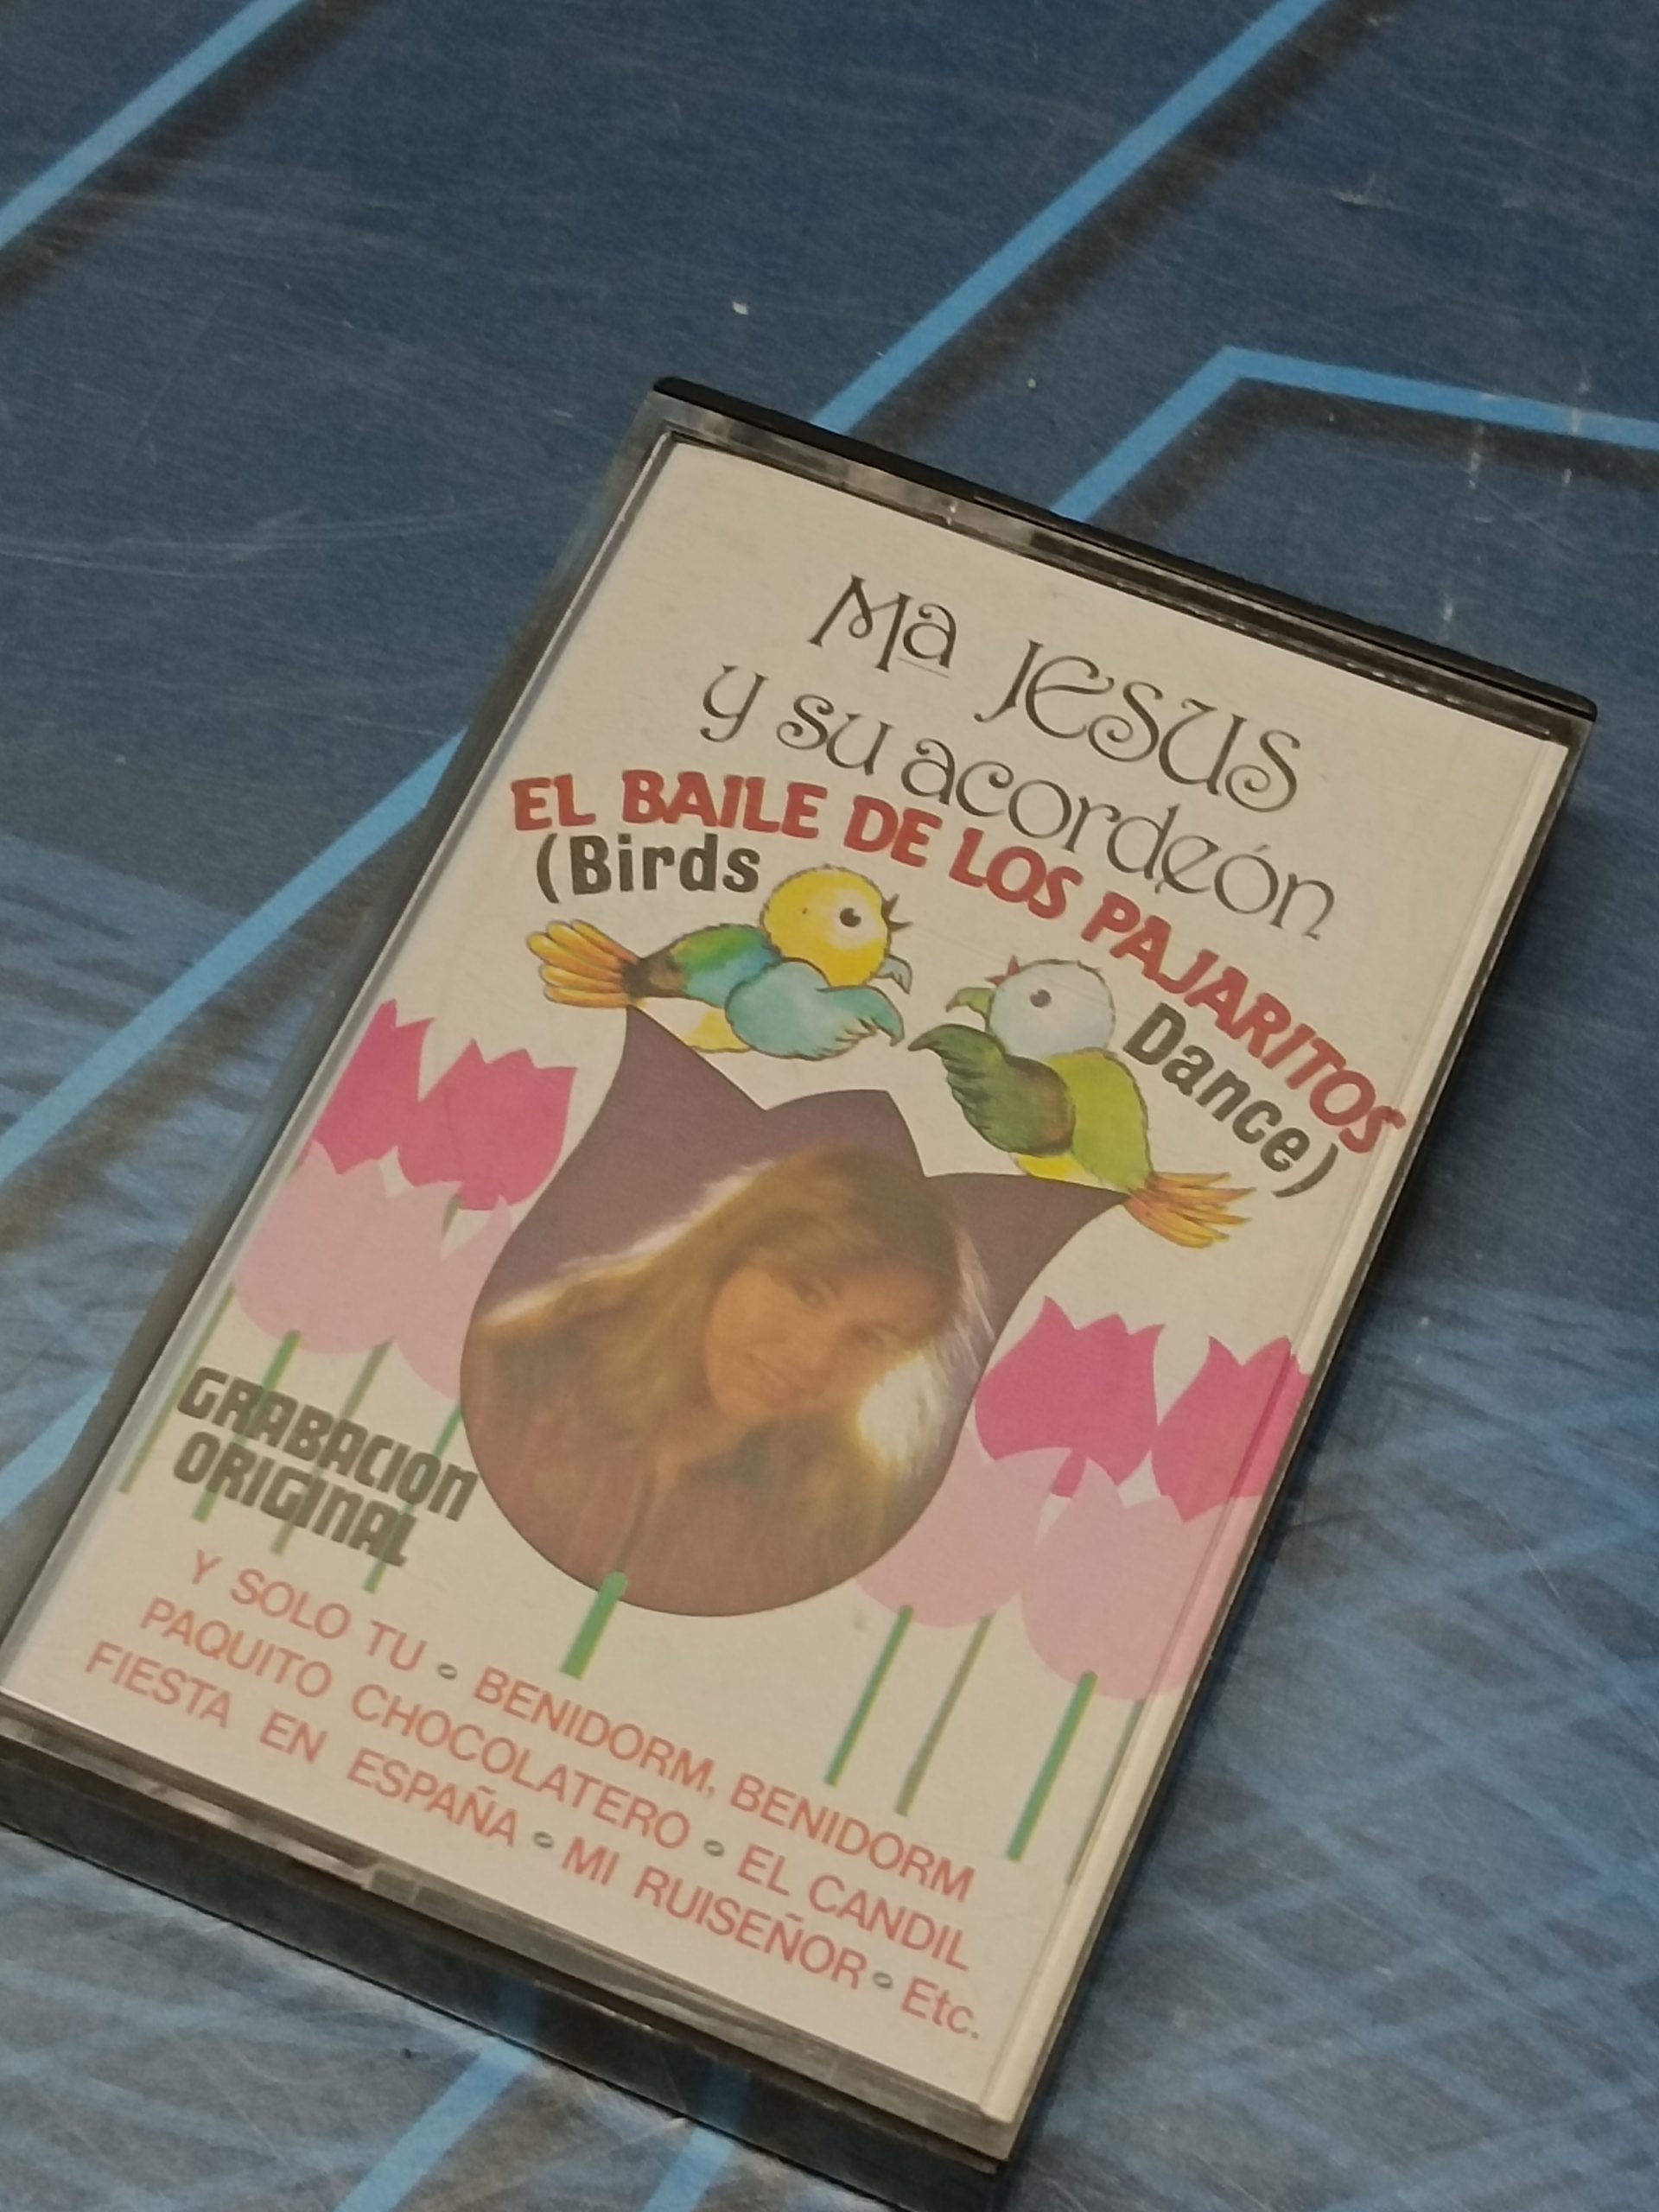 Ma JESUS
y su acordeón
EL BAILE DE LOS PAJARITOS
(Birds Dance)
GRABACION
ORIGINAL
Y SOLO TU • BENIDORM, BENIDORM
PAQUITO CHOCOLATERO • EL CANDIL
FIESTA EN ESPAÑA • MI RUISEÑOR • Etc.